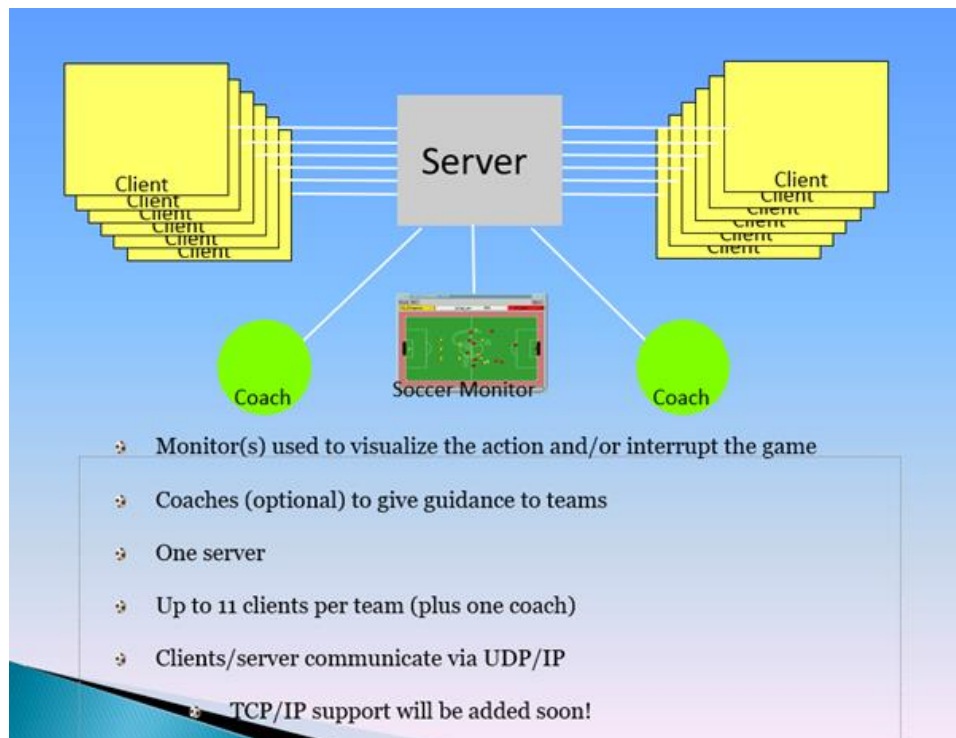 Client
Client
Client
Client
Client
Client
Server
Client
Client
Client
Client
Client
Client
Coach
Soccer Monitor
Coach
Monitor(s) used to visualize the action and/or interrupt the game
Coaches (optional) to give guidance to teams
One server
Up to 11 clients per team (plus one coach)
Clients/server communicate via UDP/IP
TCP/IP support will be added soon!